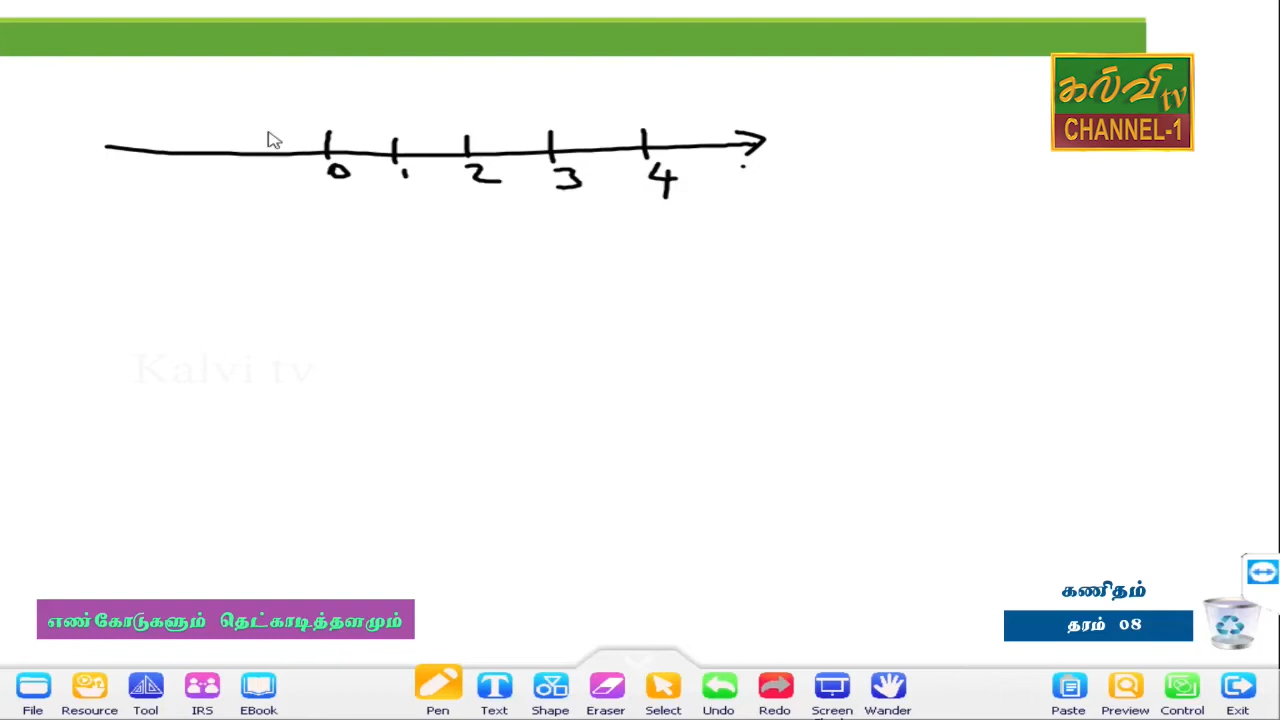 கல்வி tv
CHANNEL-1
0 1 2 3 4
Kalvi tv
கணிதம்
எண்கோடுகளும் தெட்காடித்தளமும்
தரம் 08
File Resource Tool IRS EBook Pen Text Shape Eraser Select Undo Redo Screen Wander Paste Preview Control Exit